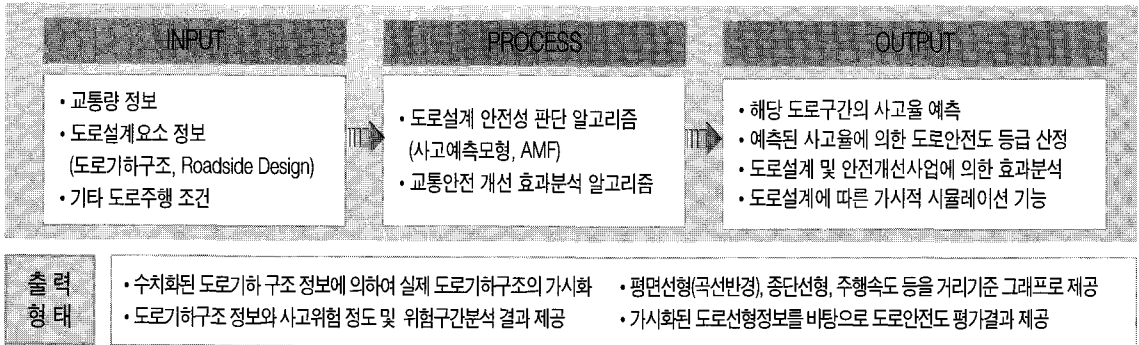 INPUT
• 교통량 정보
• 도로설계요소 정보
(도로기하구조, Roadside Design)
• 기타 도로주행 조건
PROCESS
• 도로설계 안전성 판단 알고리즘
(사고예측모형, AMF)
• 교통안전 개선 효과분석 알고리즘
OUTPUT
• 해당 도로구간의 사고율 예측
• 예측된 사고율에 의한 도로안전도 등급 산정
• 도로설계 및 안전개선사업에 의한 효과분석
• 도로설계에 따른 가시적 시뮬레이션 기능
출 력
형 태
• 수치화된 도로기하 구조 정보에 의하여 실제 도로기하구조의 가시화
• 도로기하구조 정보와 사고위험 정도 및 위험구간분석 결과 제공
• 평면선형(곡선반경), 종단선형, 주행속도 등을 거리기준 그래프로 제공
• 가시화된 도로선형정보를 바탕으로 도로안전도 평가결과 제공